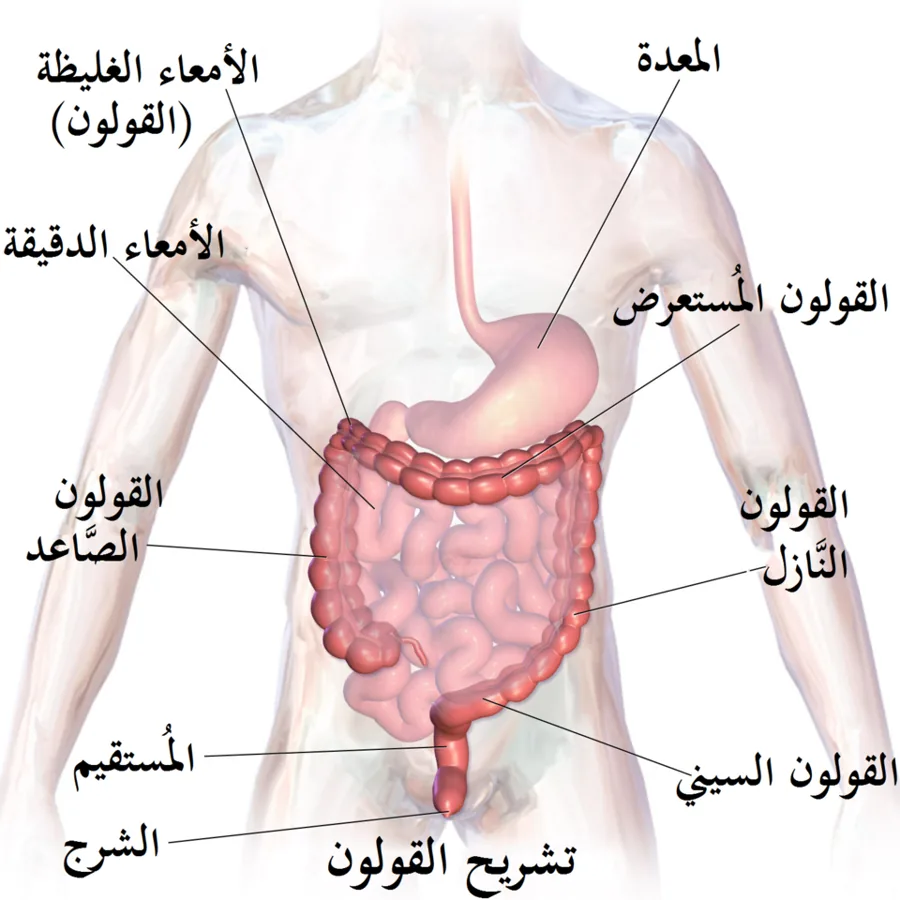 المعدة
الأمعاء الغليظة
(القولون)
الأمعاء الدقيقة
القولون المُستعرض
القولون
الصَّاعد
القولون
النَّازل
المُستقيم
القولون السيني
الشرج
تشريح القولون